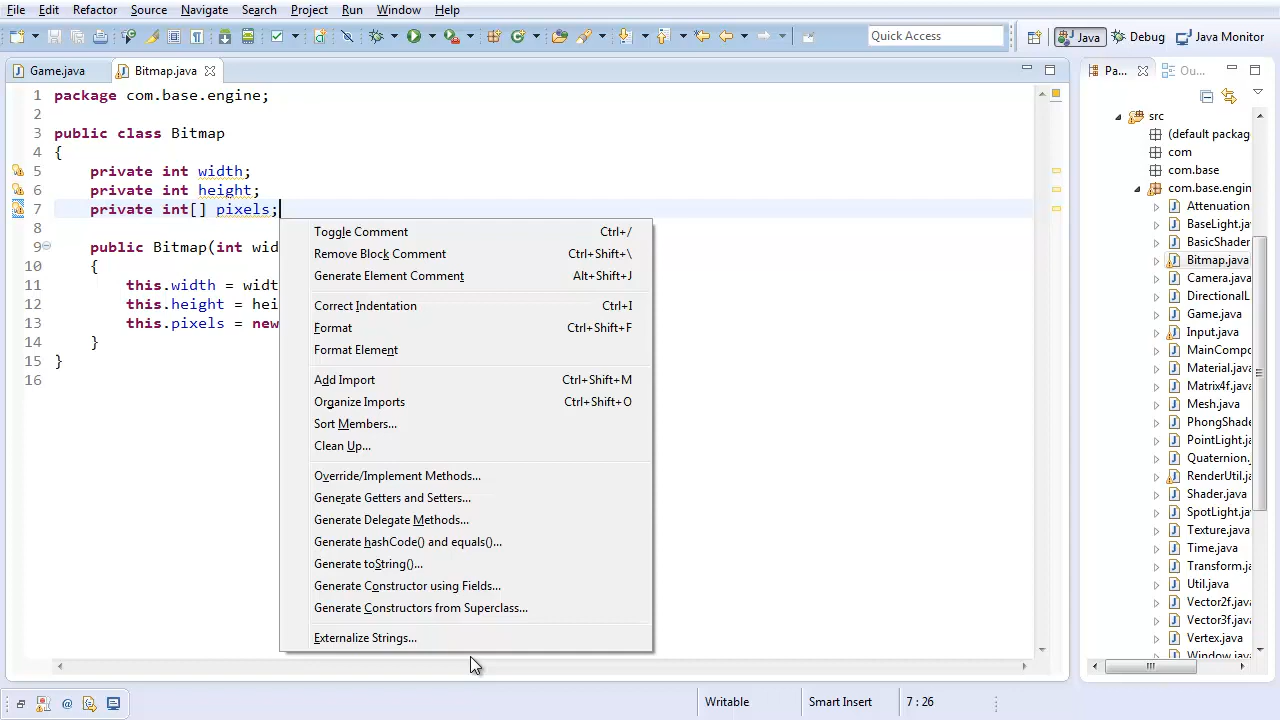 File Edit Refactor Source Navigate Search Project Run Window Help
Quick Access
Java
Debug
Java Monitor
Game.java
Bitmap.java
Pa...
Ou...
1 package com.base.engine;
2
3 public class Bitmap
4 {
5 private int width;
6 private int height;
7 private int[] pixels;
8
9 public Bitmap(int wid
10 {
11 this.width = widt
12 this.height = hei
13 this.pixels = new
14 }
15 }
16
Toggle Comment Ctrl+/
Remove Block Comment Ctrl+Shift+\
Generate Element Comment Alt+Shift+J
Correct Indentation Ctrl+I
Format Ctrl+Shift+F
Format Element
Add Import Ctrl+Shift+M
Organize Imports Ctrl+Shift+O
Sort Members...
Clean Up...
Override/Implement Methods...
Generate Getters and Setters...
Generate Delegate Methods...
Generate hashCode() and equals()...
Generate toString()...
Generate Constructor using Fields...
Generate Constructors from Superclass...
Externalize Strings...
src
(default packag
com
com.base
com.base.engin
Attenuation
BaseLight.java
BasicShader
Bitmap.java
Camera.java
DirectionalL
Game.java
Input.java
MainCompo
Material.java
Matrix4f.java
Mesh.java
PhongShade
PointLight.java
Quaternion.
RenderUtil.java
Shader.java
SpotLight.java
Texture.java
Time.java
Transform.java
Util.java
Vector2f.java
Vector3f.java
Vertex.java
Window.java
Writable
Smart Insert
7 : 26